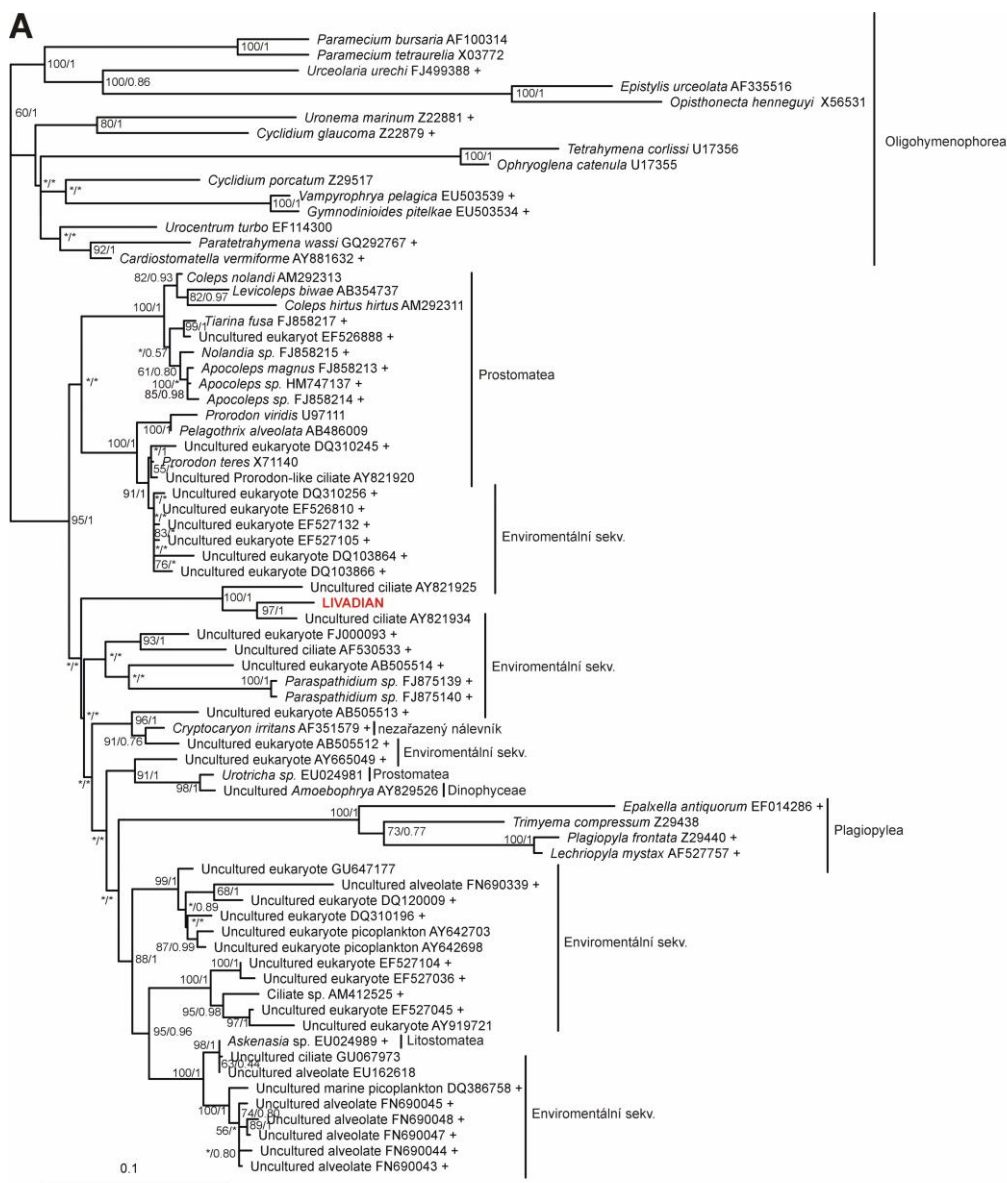 A
Paramecium bursaria AF100314
100/1
Paramecium tetraurelia X03772
100/1
Urceolaria urechi FJ499388 +
100/0.86
Epistylis urceolata AF335516
100/1
Opisthonecta henneguyi X56531
60/1
Uronema marinum Z22881 +
80/1
Cyclidium glaucoma Z22879 +
Oligohymenophorea
Tetrahymena corlissi U17356
100/1
Ophryoglena catenula U17355
*/*
Cyclidium porcatum Z29517
*/*
Vampyrophrya pelagica EU503539 +
100/1
Gymnodinioides pitelkae EU503534 +
Urocentrum turbo EF114300
*/*
Paratetrahymena wassi GQ292767 +
92/1
Cardiostomatella vermiforme AY881632 +
82/0.93
Coleps nolandi AM292313
Levicoleps biwae AB354737
82/0.97
Coleps hirtus hirtus AM292311
100/1
Tiarina fusa FJ858217 +
99/1
Uncultured eukaryot EF526888 +
*/0.57
Nolandia sp. FJ858215 +
61/0.80
Apocoleps magnus FJ858213 +
100/*
Apocoleps sp. HM747137 +
85/0.98
Apocoleps sp. FJ858214 +
*/*
Prostomatea
Prorodon viridis U97111
100/1
Pelagothrix alveolata AB486009
100/1
Uncultured eukaryote DQ310245 +
*/1
Prorodon teres X71140
55/*
Uncultured Prorodon-like ciliate AY821920
91/1
Uncultured eukaryote DQ310256 +
*/*
Uncultured eukaryote EF526810 +
*/*
Uncultured eukaryote EF527132 +
83/*
Uncultured eukaryote EF527105 +
*/*
Uncultured eukaryote DQ103864 +
76/*
Uncultured eukaryote DQ103866 +
Enviromentální sekv.
95/1
Uncultured ciliate AY821925
100/1
LIVADIAN
97/1
Uncultured ciliate AY821934
Uncultured eukaryote FJ000093 +
93/1
Uncultured ciliate AF530533 +
*/*
*/*
Uncultured eukaryote AB505514 +
*/*
100/1
Paraspathidium sp. FJ875139 +
Paraspathidium sp. FJ875140 +
Enviromentální sekv.
*/*
Uncultured eukaryote AB505513 +
96/1
Cryptocaryon irritans AF351579 +
nezařazený nálevník
91/0.76
Uncultured eukaryote AB505512 +
Enviromentální sekv.
Uncultured eukaryote AY665049 +
*/*
91/1
Urotricha sp. EU024981
Prostomatea
98/1
Uncultured Amoebophrya AY829526
Dinophyceae
*/*
Epalxella antiquorum EF014286 +
100/1
Trimyema compressum Z29438
73/0.77
Plagiopyla frontata Z29440 +
100/1
Lechriopyla mystax AF527757 +
Plagiopylea
*/*
Uncultured eukaryote GU647177
99/1
Uncultured alveolate FN690339 +
68/1
Uncultured eukaryote DQ120009 +
*/0.89
Uncultured eukaryote DQ310196 +
*/*
Uncultured eukaryote picoplankton AY642703
87/0.99
Uncultured eukaryote picoplankton AY642698
88/1
Uncultured eukaryote EF527104 +
100/1
Uncultured eukaryote EF527036 +
100/1
Ciliate sp. AM412525 +
95/0.98
Uncultured eukaryote EF527045 +
97/1
Uncultured eukaryote AY919721
Enviromentální sekv.
95/0.96
Askenasia sp. EU024989 +
Litostomatea
98/1
Uncultured ciliate GU067973
63/0.44
Uncultured alveolate EU162618
100/1
Uncultured marine picoplankton DQ386758 +
100/1
Uncultured alveolate FN690045 +
74/0.80
Uncultured alveolate FN690048 +
89/1
56/*
Uncultured alveolate FN690047 +
*/0.80
Uncultured alveolate FN690044 +
Uncultured alveolate FN690043 +
Enviromentální sekv.
0.1